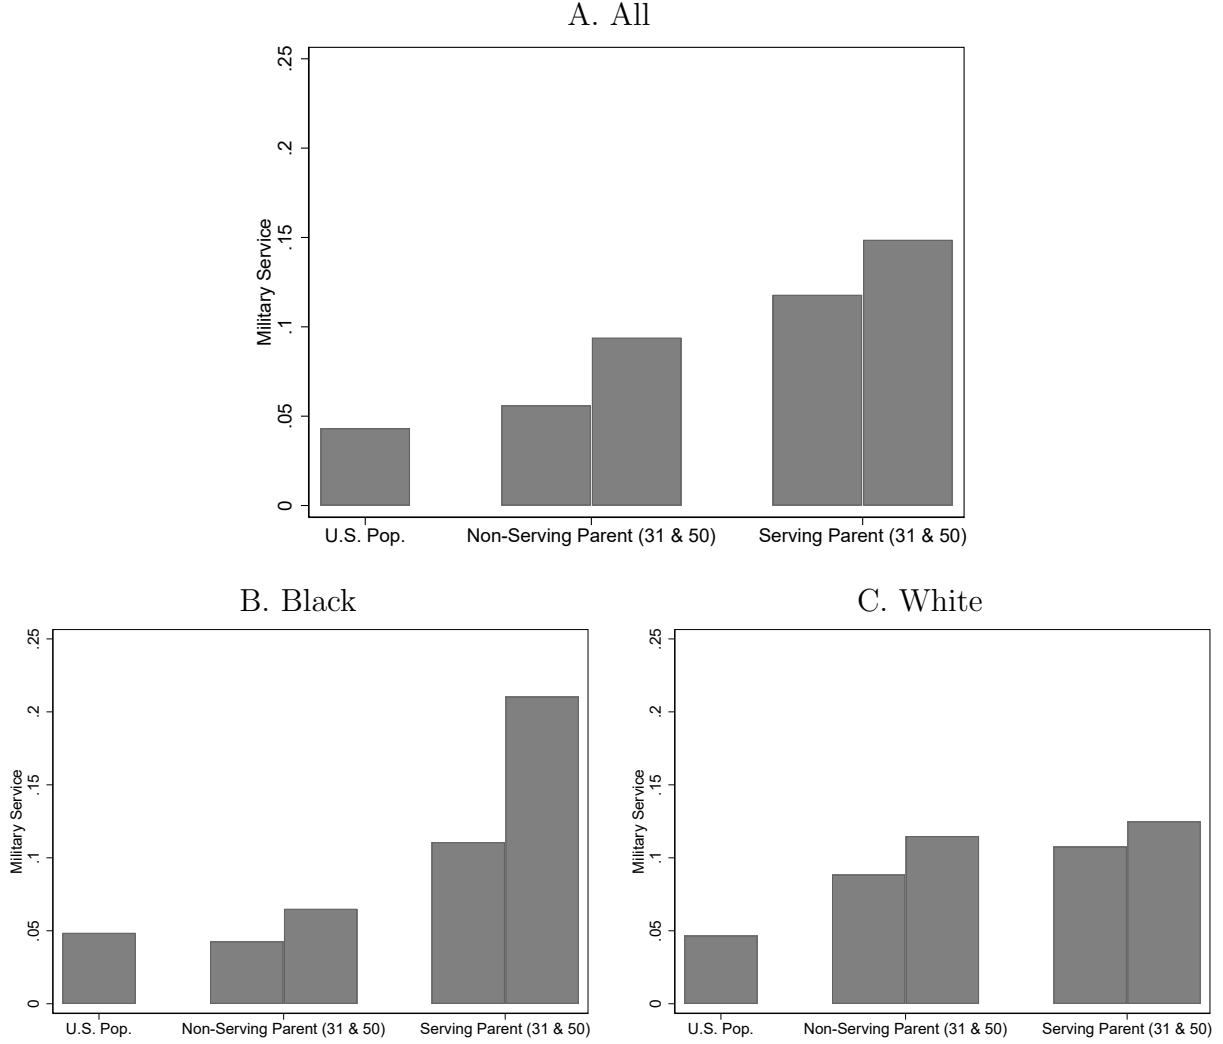 A. All
Military Service
.25
.2
.15
.1
.05
0
U.S. Pop.
Non-Serving Parent (31 & 50)
Serving Parent (31 & 50)
B. Black
Military Service
.25
.2
.15
.1
.05
0
U.S. Pop.
Non-Serving Parent (31 & 50)
Serving Parent (31 & 50)
C. White
Military Service
.25
.2
.15
.1
.05
0
U.S. Pop.
Non-Serving Parent (31 & 50)
Serving Parent (31 & 50)